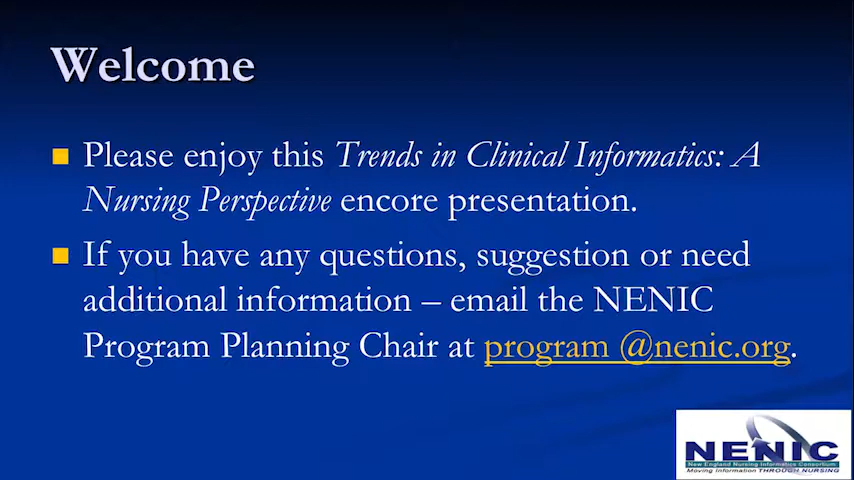 Welcome
Please enjoy this Trends in Clinical Informatics: A
Nursing Perspective encore presentation.
If you have any questions, suggestion or need
additional information – email the NENIC
Program Planning Chair at program @nenic.org.
NENIC
New England Nursing Informatics Consortium
Moving Information THROUGH NURSING